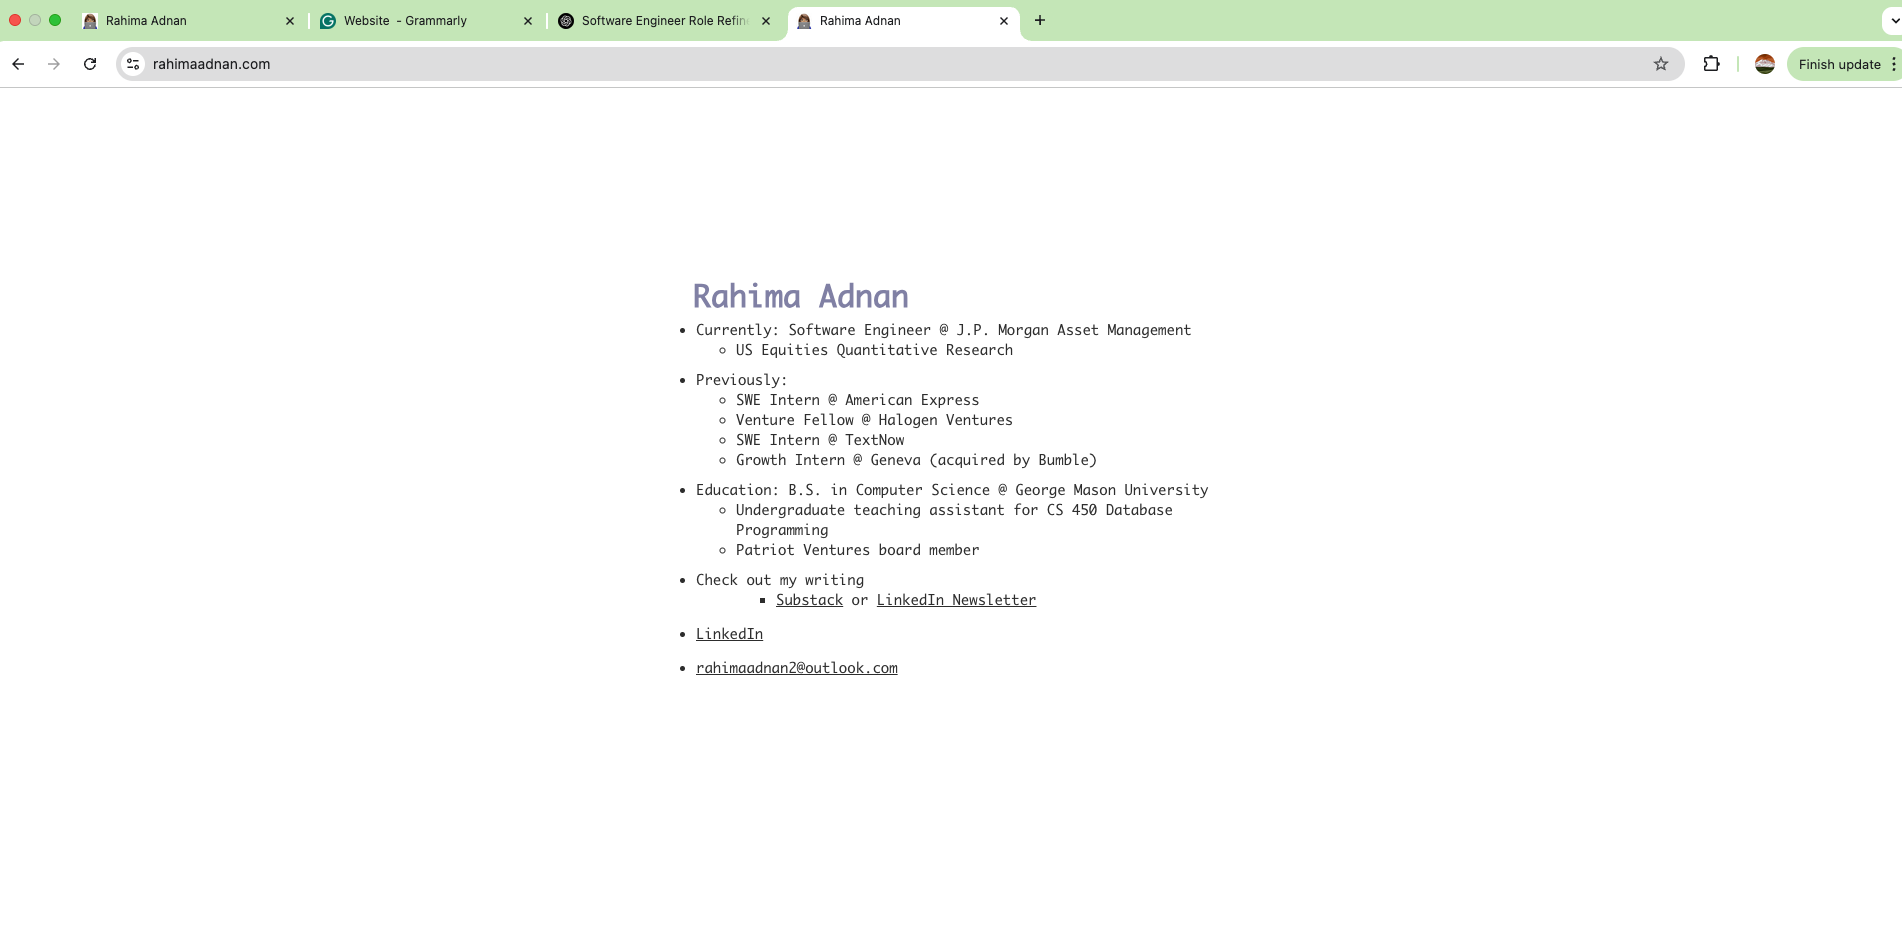 Rahima Adnan
Website - Grammarly
Software Engineer Role Refin
Rahima Adnan
rahimaadnan.com
Finish update
Rahima Adnan
Currently: Software Engineer @ J.P. Morgan Asset Management
US Equities Quantitative Research
Previously:
SWE Intern @ American Express
Venture Fellow @ Halogen Ventures
SWE Intern @ TextNow
Growth Intern @ Geneva (acquired by Bumble)
Education: B.S. in Computer Science @ George Mason University
Undergraduate teaching assistant for CS 450 Database
Programming
Patriot Ventures board member
Check out my writing
Substack or LinkedIn Newsletter
LinkedIn
rahimaadnan2@outlook.com